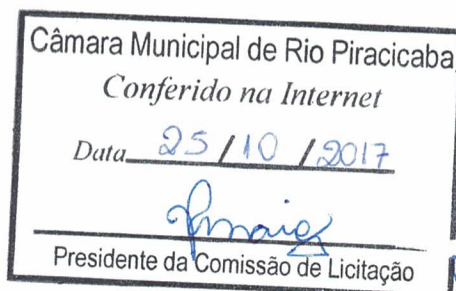 Câmara Municipal de Rio Piracicaba
Conferido na Internet
Data 25/10/2017
Presidente da Comissão de Licitação